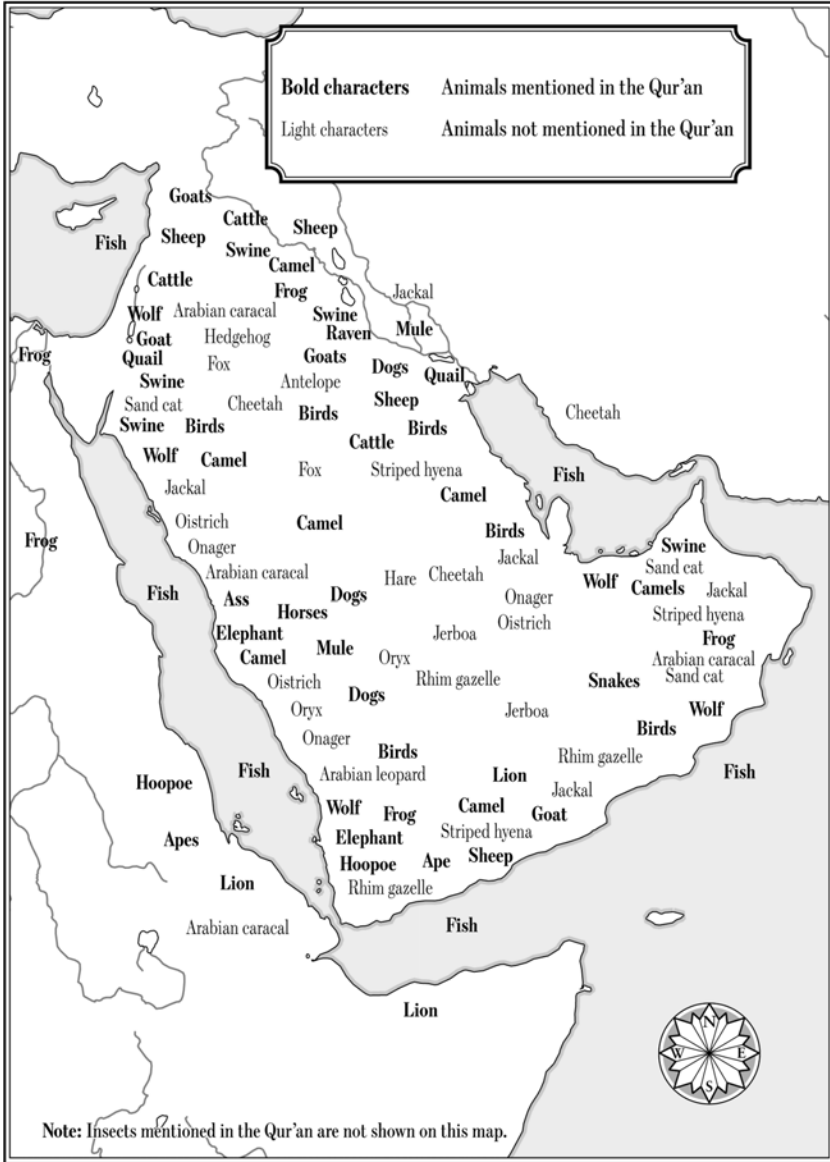 Bold characters Animals mentioned in the Qur’an
Light characters Animals not mentioned in the Qur’an
Goats
Cattle
Sheep
Fish
Sheep
Swine
Camel
Cattle
Frog
Jackal
Wolf
Arabian caracal
Swine
Raven
Mule
Goat
Hedgehog
Frog
Quail
Fox
Goats
Dogs
Quail
Swine
Antelope
Sand cat
Cheetah
Birds
Sheep
Cheetah
Swine
Birds
Cattle
Birds
Wolf
Camel
Fox
Striped hyena
Fish
Jackal
Camel
Oistrich
Camel
Birds
Frog
Onager
Jackal
Swine
Sand cat
Arabian caracal
Hare
Cheetah
Wolf
Camels
Jackal
Fish
Ass
Dogs
Onager
Horses
Striped hyena
Oistrich
Elephant
Jerboa
Frog
Camel
Mule
Oryx
Arabian caracal
Sand cat
Oistrich
Rhim gazelle
Snakes
Dogs
Oryx
Jerboa
Wolf
Birds
Onager
Birds
Rhim gazelle
Fish
Fish
Arabian leopard
Lion
Hoopoe
Jackal
Wolf
Frog
Camel
Goat
Apes
Elephant
Striped hyena
Hoopoe
Ape
Sheep
Lion
Rhim gazelle
Arabian caracal
Fish
Lion
N
W E
S
Note: Insects mentioned in the Qur’an are not shown on this map.